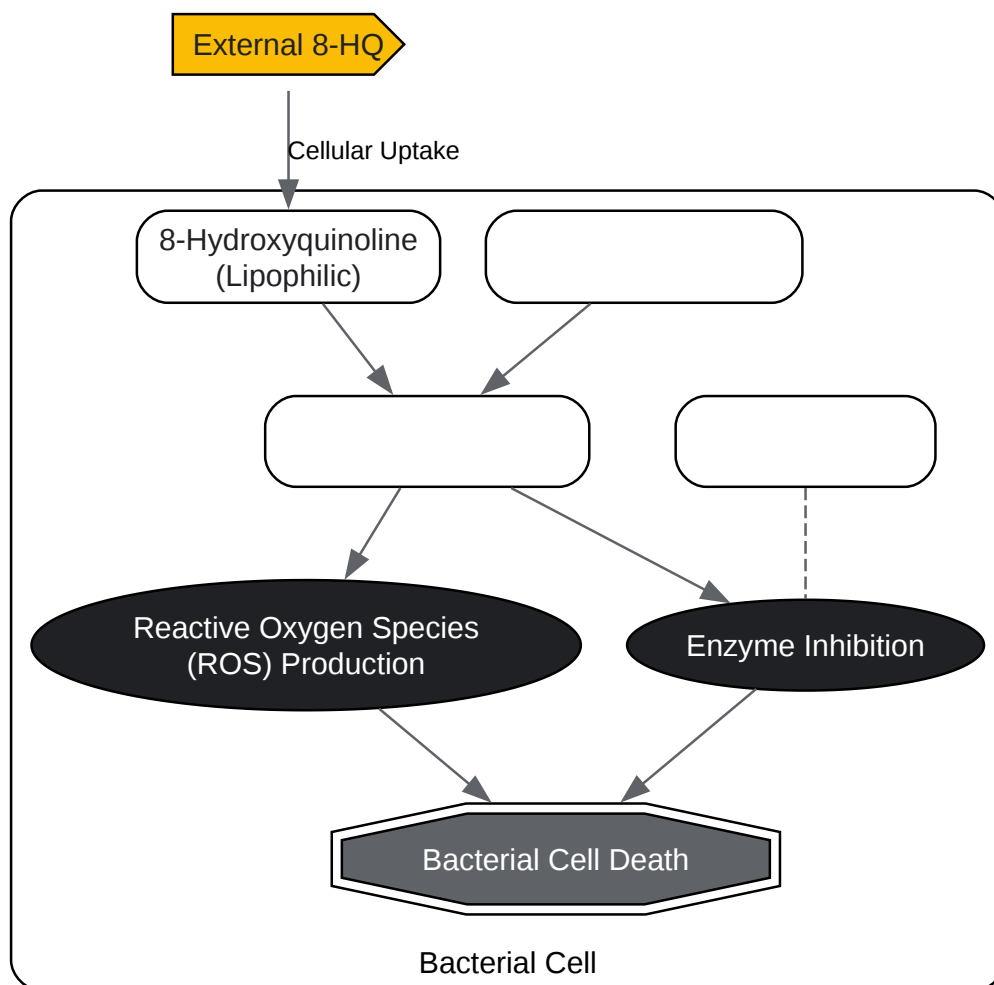 External 8-HQ
Cellular Uptake
8-Hydroxyquinoline
(Lipophilic)
Reactive Oxygen Species
(ROS) Production
Enzyme Inhibition
Bacterial Cell Death
Bacterial Cell